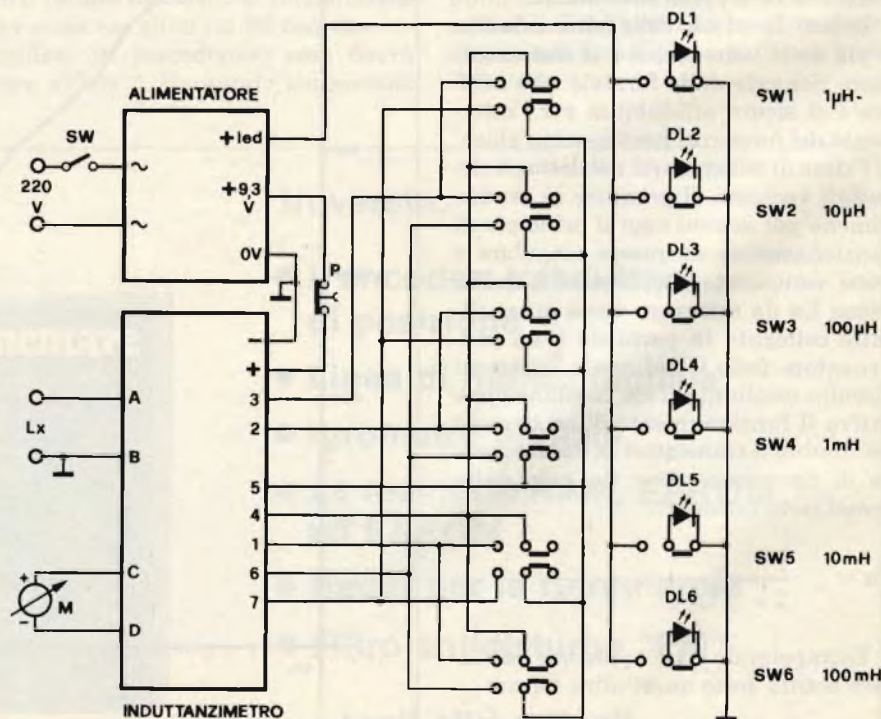 ALIMENTATORE
SW
220
V
~
~
+led
+9,3
V
0V
P
-
+
A
Lx
B
3
2
5
4
1
6
7
C
+
M
-
D
INDUTTANZIMETRO
DL1
SW1 1µH
DL2
SW2 10µH
DL3
SW3 100µH
DL4
SW4 1mH
DL5
SW5 10mH
DL6
SW6 100mH